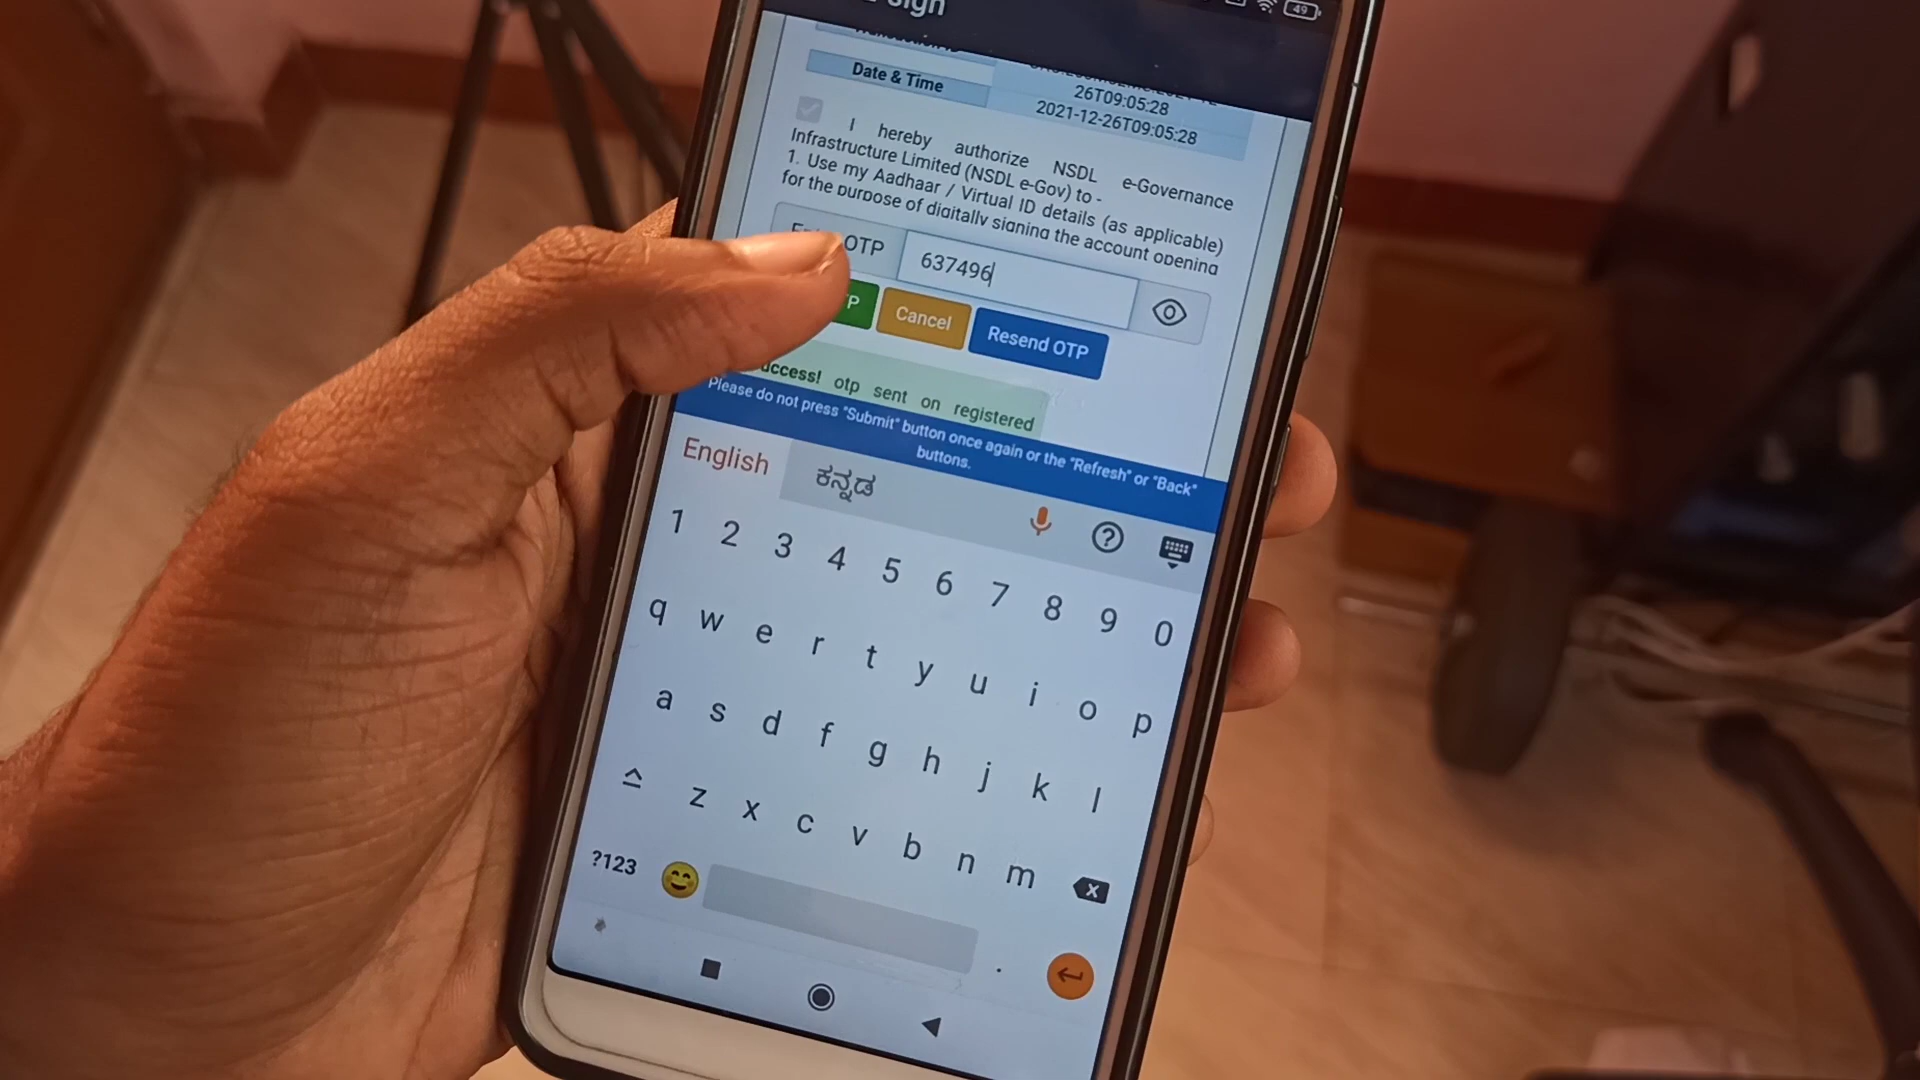 49
Date & Time
26T09:05:28
2021-12-26T09:05:28
I hereby authorize NSDL e-Governance
Infrastructure Limited (NSDL e-Gov) to -
1. Use my Aadhaar / Virtual ID details (as applicable)
for the purpose of digitally signing the account opening
OTP
637496
Cancel
Resend OTP
otp sent on registered
Please do not press "Submit" button once again or the "Refresh" or "Back"
buttons.
English ಕನ್ನಡ
1 2 3 4 5 6 7 8 9 0
q w e r t y u i o p
a s d f g h j k l
z x c v b n m
?123 .